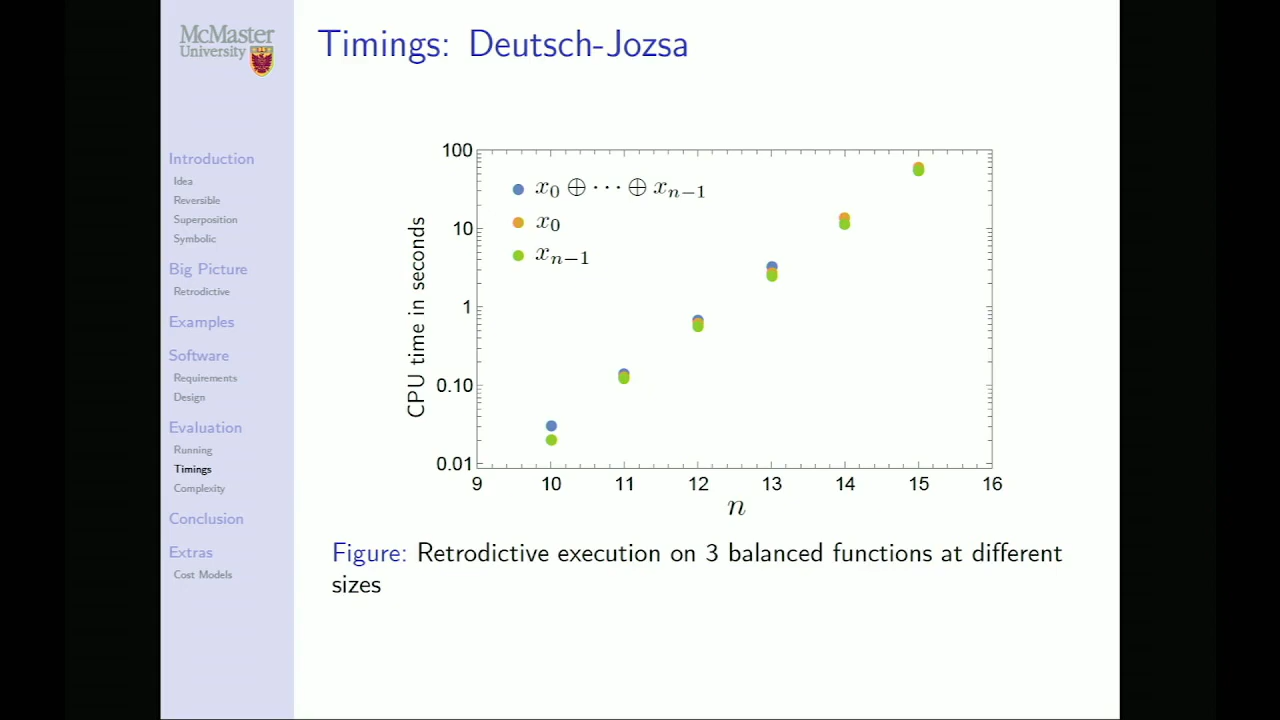 McMaster
University
Introduction
Idea
Reversible
Superposition
Symbolic
Big Picture
Retrodictive
Examples
Software
Requirements
Design
Evaluation
Running
Timings
Complexity
Conclusion
Extras
Cost Models
Timings: Deutsch-Jozsa
CPU time in seconds
100
10
1
0.10
0.01
x₀ ⊕ ⋯ ⊕ xₙ₋₁
x₀
xₙ₋₁
9 10 11 12 13 14 15 16
n
Figure: Retrodictive execution on 3 balanced functions at different
sizes